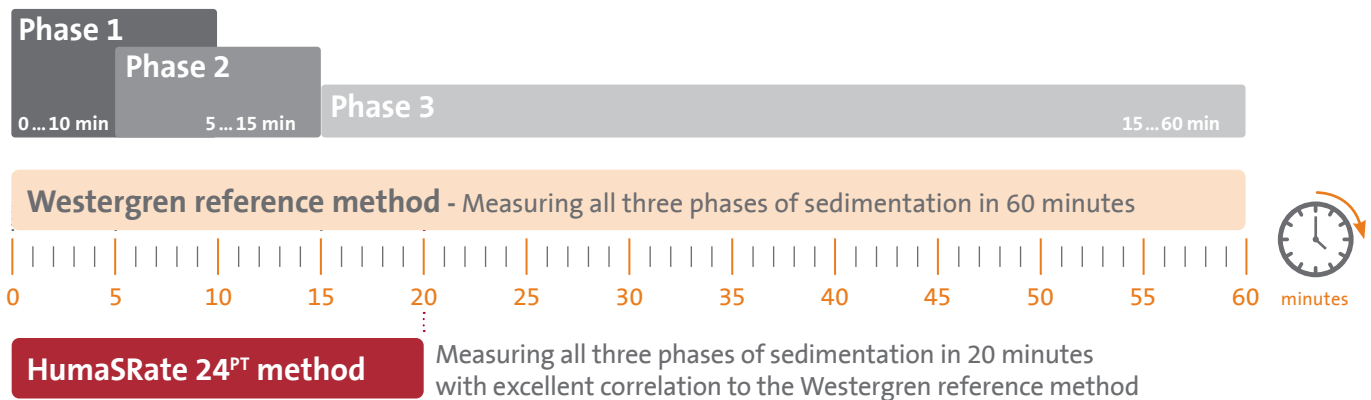 Phase 1
Phase 2
Phase 3
0...10 min
5...15 min
15...60 min
Westergren reference method - Measuring all three phases of sedimentation in 60 minutes
0 5 10 15 20 25 30 35 40 45 50 55 60 minutes
HumaSRate 24PT method
Measuring all three phases of sedimentation in 20 minutes
with excellent correlation to the Westergren reference method